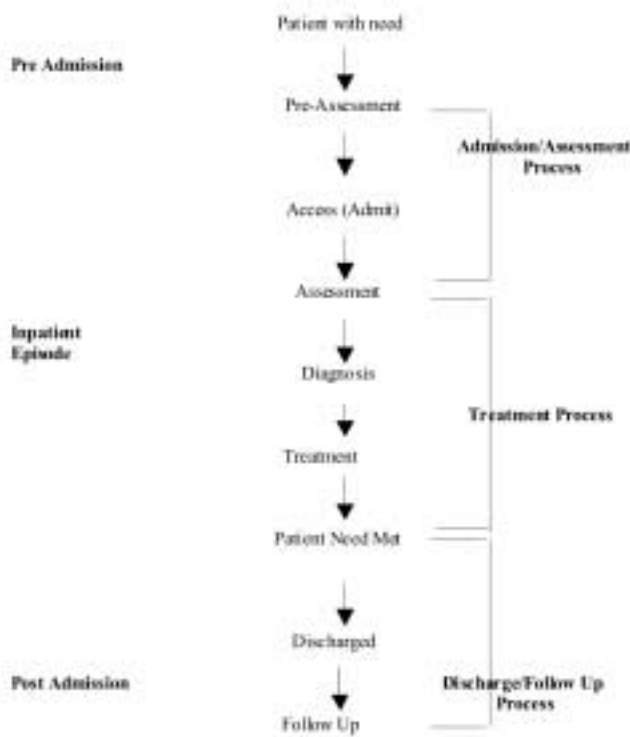 Patient with need
Pre Admission
Pre-Assessment
Admission/Assessment
Process
Access (Admit)
Assessment
Inpatient
Episode
Diagnosis
Treatment Process
Treatment
Patient Need Met
Discharged
Post Admission
Discharge/Follow Up
Process
Follow Up